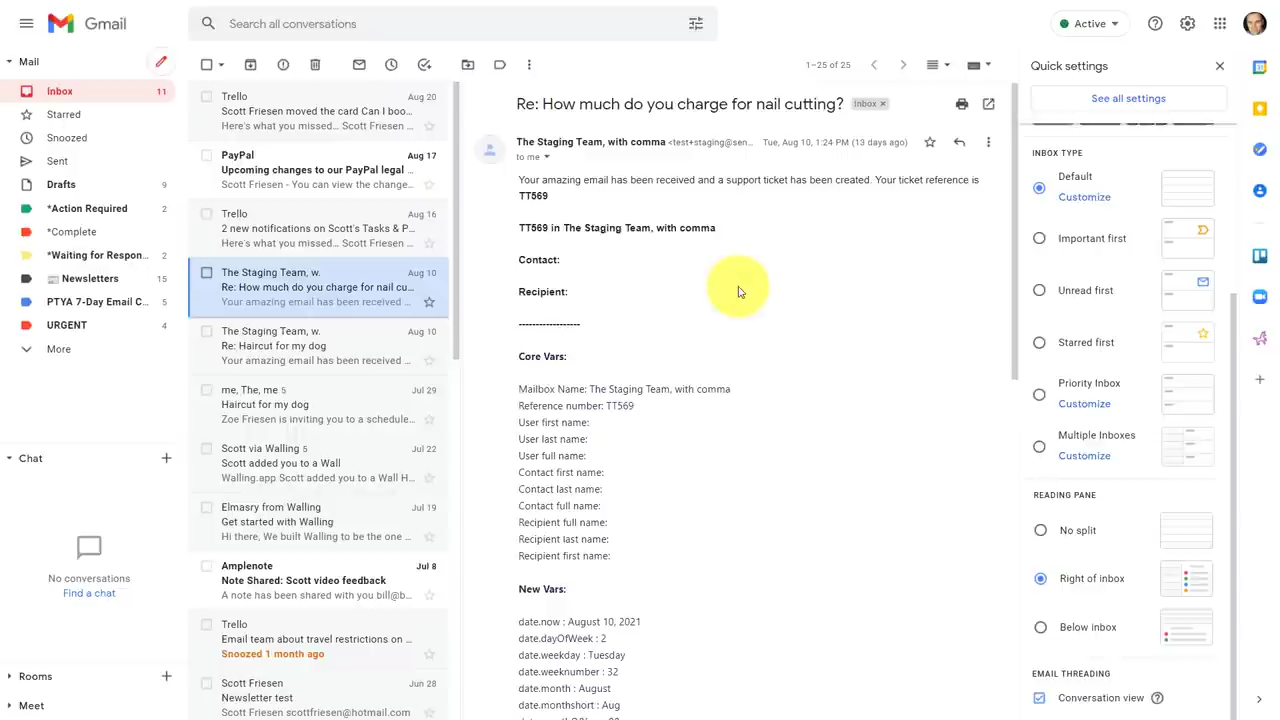 Gmail
Search all conversations
Active
Mail
Inbox 11
Starred
Snoozed
Sent
Drafts 9
*Action Required 2
*Complete
*Waiting for Respon... 2
Newsletters 15
PTYA 7-Day Email C... 2
URGENT 4
More
Chat
No conversations
Find a chat
Rooms
Meet
1–25 of 25
Trello Aug 20
Scott Friesen moved the card Can I boo...
Here's what you missed... Scott Friesen ...
PayPal Aug 17
Upcoming changes to our PayPal legal ...
Scott Friesen - You can view the change...
Trello Aug 16
2 new notifications on Scott's Tasks & P...
Here's what you missed... Scott Friesen ...
The Staging Team, w. Aug 10
Re: How much do you charge for nail cu...
Your amazing email has been received ...
The Staging Team, w. Aug 10
Re: Haircut for my dog
Your amazing email has been received ...
me, The, me 5 Jul 29
Haircut for my dog
Zoe Friesen is inviting you to a schedule...
Scott via Walling 5 Jul 22
Scott added you to a Wall
Walling.app Scott added you to a Wall H...
Elmasry from Walling Jul 19
Get started with Walling
Hi there, We built Walling to be the one ...
Amplenote Jul 8
Note Shared: Scott video feedback
A note has been shared with you bill@b...
Trello
Email team about travel restrictions on ...
Snoozed 1 month ago
Scott Friesen Jun 28
Newsletter test
Scott Friesen scottfriesen@hotmail.com
Re: How much do you charge for nail cutting? Inbox ×
The Staging Team, with comma <test+staging@sen... Tue, Aug 10, 1:24 PM (13 days ago)
to me
Your amazing email has been received and a support ticket has been created. Your ticket reference is
TT569
TT569 in The Staging Team, with comma
Contact:
Recipient:
------------------
Core Vars:
Mailbox Name: The Staging Team, with comma
Reference number: TT569
User first name:
User last name:
User full name:
Contact first name:
Contact last name:
Contact full name:
Recipient full name:
Recipient last name:
Recipient first name:
New Vars:
date.now : August 10, 2021
date.dayOfWeek : 2
date.weekday : Tuesday
date.weeknumber : 32
date.month : August
date.monthshort : Aug
Quick settings
See all settings
INBOX TYPE
Default
Customize
Important first
Unread first
Starred first
Priority Inbox
Customize
Multiple Inboxes
Customize
READING PANE
No split
Right of inbox
Below inbox
EMAIL THREADING
Conversation view